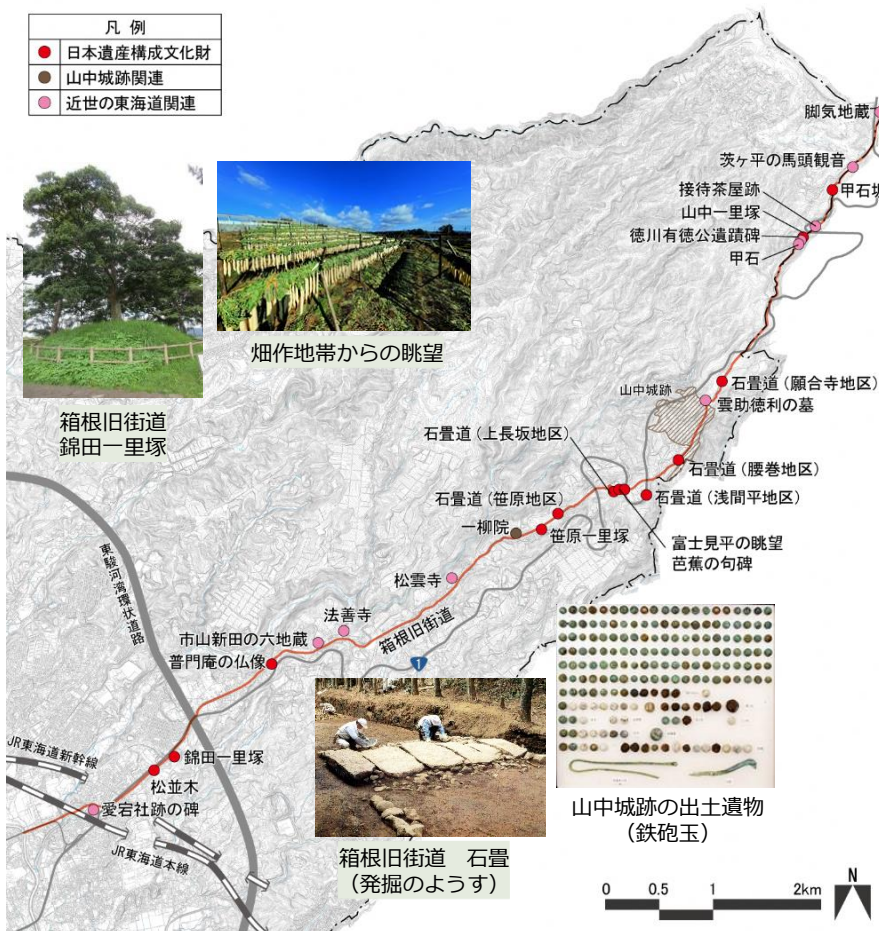 凡 例
日本遺産構成文化財
山中城跡関連
近世の東海道関連
脚気地蔵
茨ヶ平の馬頭観音
甲石坂
接待茶屋跡
山中一里塚
徳川有徳公遺蹟碑
甲石
畑作地帯からの眺望
箱根旧街道
錦田一里塚
石畳道(願合寺地区)
山中城跡
雲助徳利の墓
石畳道(上長坂地区)
石畳道(腰巻地区)
石畳道(笹原地区)
石畳道(浅間平地区)
一柳院
笹原一里塚
富士見平の眺望
芭蕉の句碑
東駿河湾環状道路
松雲寺
法善寺
箱根旧街道
市山新田の六地蔵
普門庵の仏像
1
JR東海道新幹線
錦田一里塚
松並木
愛宕社跡の碑
JR東海道本線
山中城跡の出土遺物
(鉄砲玉)
箱根旧街道 石畳
(発掘のようす)
0 0.5 1 2km
N